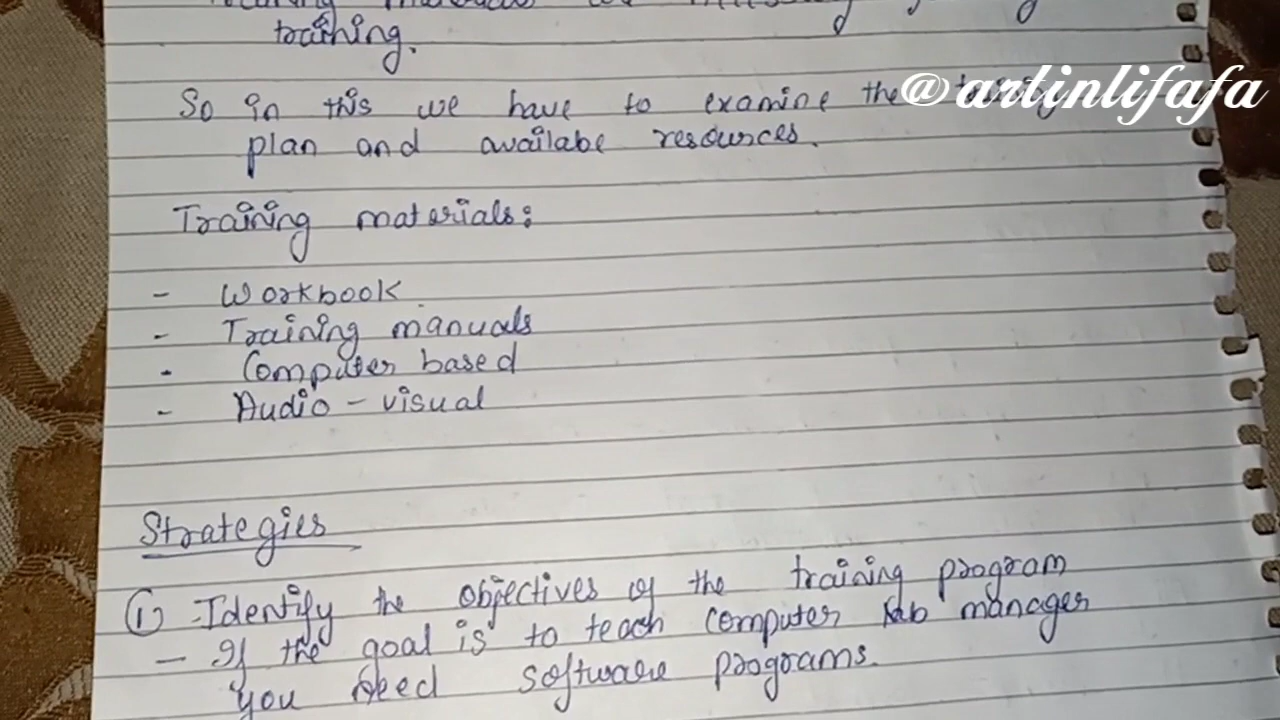 training.
@artinlifafa
So in this we have to examine the
plan and availabe resources.
Training materials:
- Workbook
- Training manuals
- Computer based
- Audio - visual
Strategies
① - Identify the objectives of the training program
- If the goal is to teach computer lab manager
you need software programs.